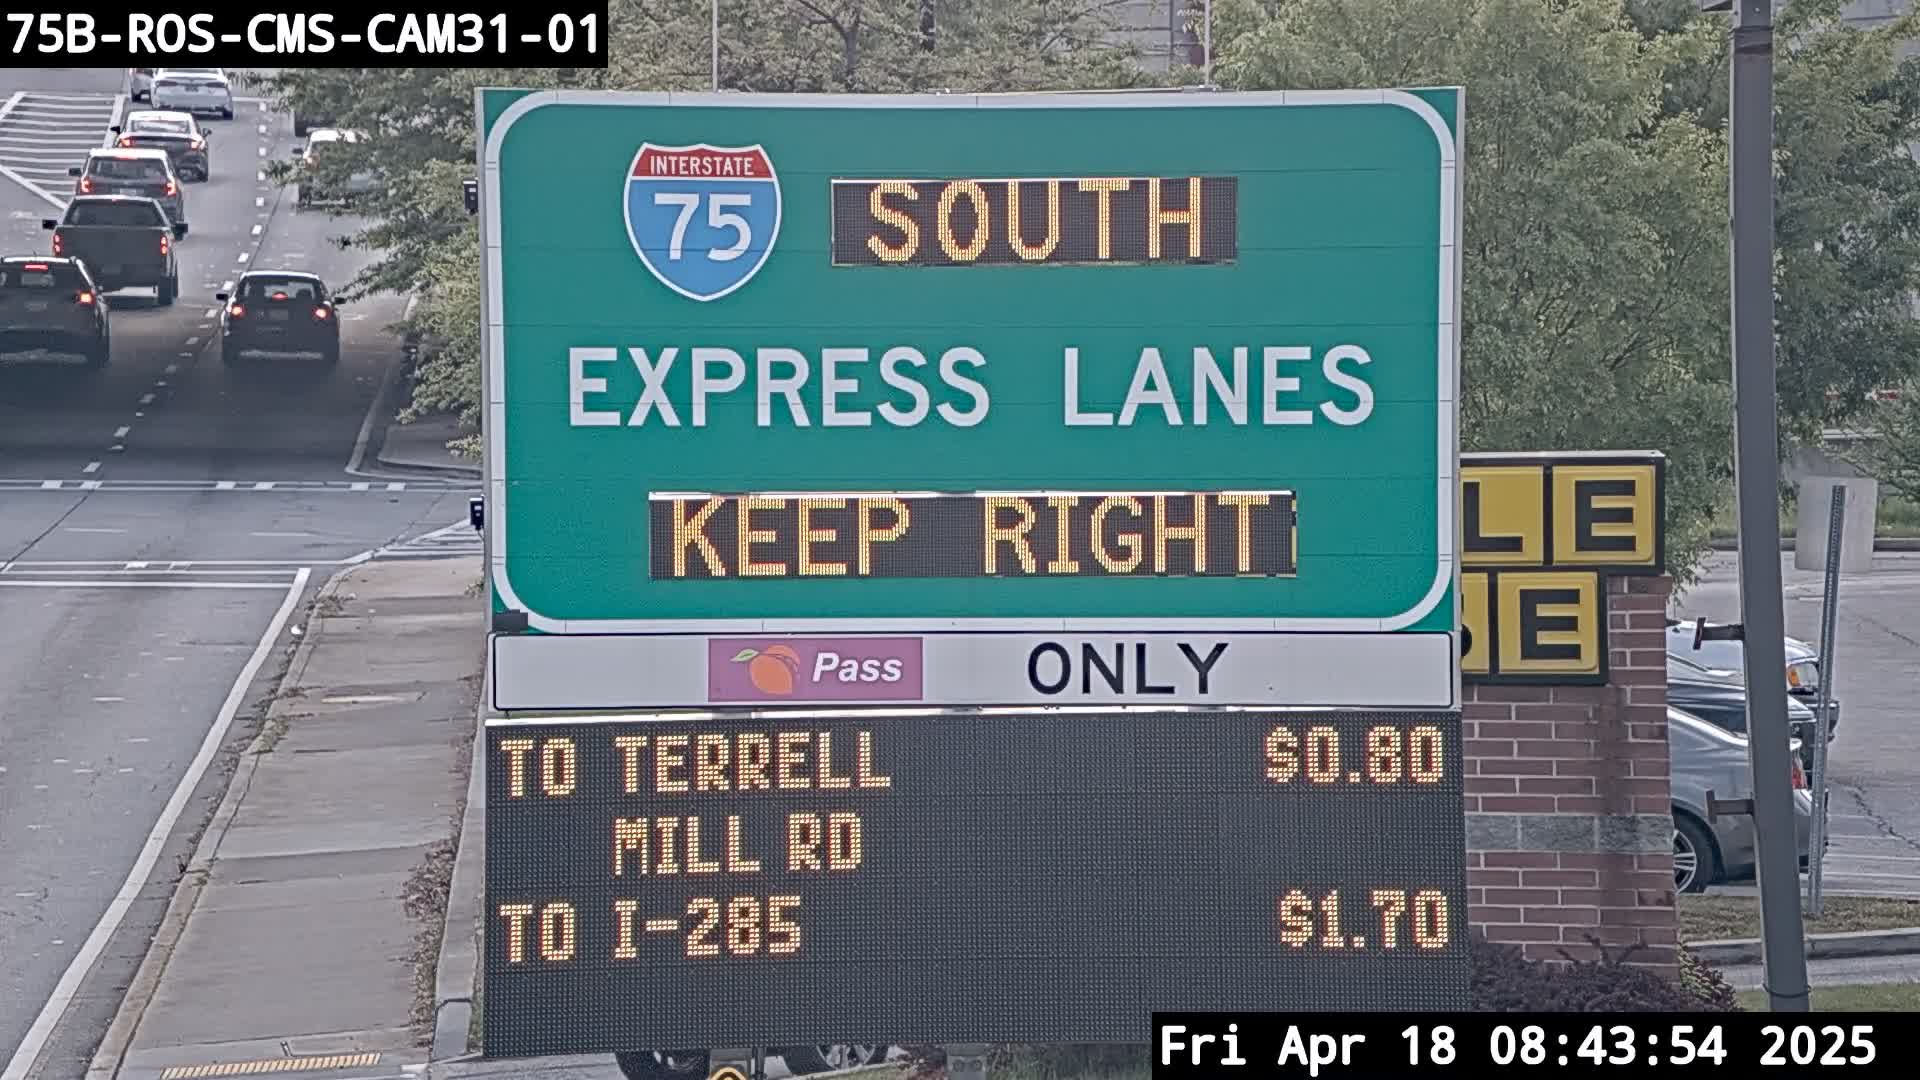 75B-ROS-CMS-CAM31-01
INTERSTATE
75
SOUTH
EXPRESS LANES
KEEP RIGHT
Pass ONLY
TO TERRELL $0.80
MILL RD
TO I-285 $1.70
LE
E
Fri Apr 18 08:43:54 2025